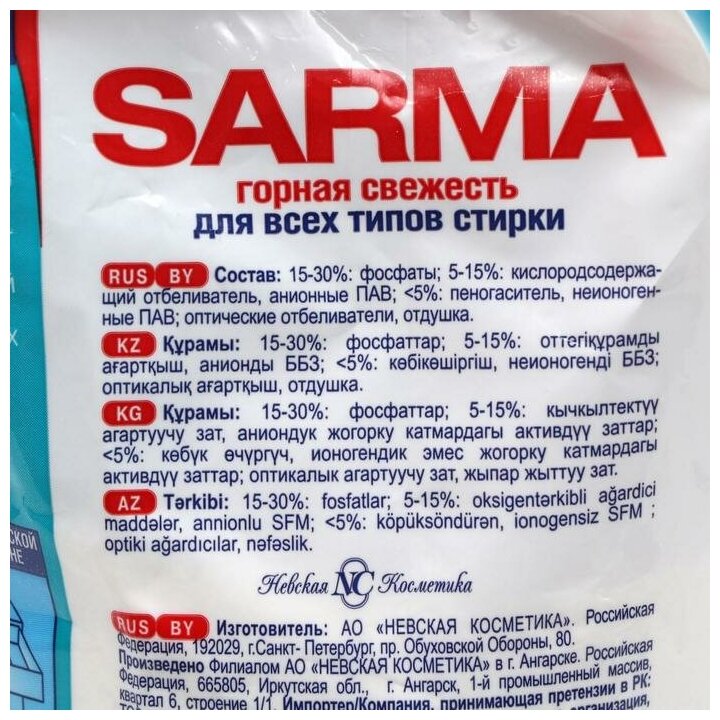 SARMA
горная свежесть
для всех типов стирки
RUS BY Состав: 15-30%: фосфаты; 5-15%: кислородсодержа-
щий отбеливатель, анионные ПАВ; <5%: пеногаситель, неионоген-
ные ПАВ; оптические отбеливатели, отдушка.
KZ Құрамы: 15-30%: фосфаттар; 5-15%: оттегіқұрамды
ағартқыш, анионды ББЗ; <5%: көбікөшіргіш, неионогенді ББЗ;
оптикалық ағартқыш, отдушка.
KG Құрамы: 15-30%: фосфаттар; 5-15%: кычкылтектүү
агартуучу зат, аниондук жогорку катмардагы активдүү заттар;
<5%: көбүк өчүргүч, ионогендик эмес жогорку катмардагы
активдүү заттар; оптикалык агартуучу зат, жыпар жыттуу зат.
AZ Tərkibi: 15-30%: fosfatlar; 5-15%: oksigentərkibli ağardici
maddələr, annionlu SFM; <5%: köpüksöndürən, ionogensiz SFM ;
optiki ağardıcılar, nəfəslik.
Невская NC Косметика
RUS BY Изготовитель: АО «НЕВСКАЯ КОСМЕТИКА». Российская
Федерация, 192029, г.Санкт- Петербург, пр. Обуховской Обороны, 80.
Произведено Филиалом АО «НЕВСКАЯ КОСМЕТИКА» в г. Ангарске. Российская
Федерация, 665805, Иркутская обл., г. Ангарск, 1-й промышленный массив,
квартал 6, строение 1/1. Импортер/Компания, принимающая претензии в РК: